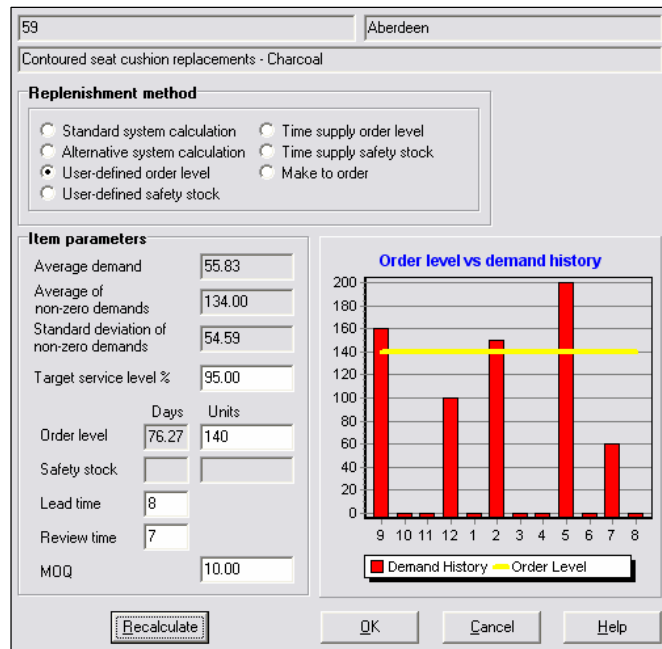 59 Aberdeen
Contoured seat cushion replacements - Charcoal
Replenishment method
Standard system calculation Time supply order level
Alternative system calculation Time supply safety stock
User-defined order level Make to order
User-defined safety stock
Item parameters
Average demand 55.83
Average of
non-zero demands 134.00
Standard deviation of
non-zero demands 54.59
Target service level % 95.00
Days Units
Order level 76.27 140
Safety stock
Lead time 8
Review time 7
MOQ 10.00
Order level vs demand history
200
180
160
140
120
100
80
60
40
20
0
9 10 11 12 1 2 3 4 5 6 7 8
Demand History Order Level
Recalculate OK Cancel Help